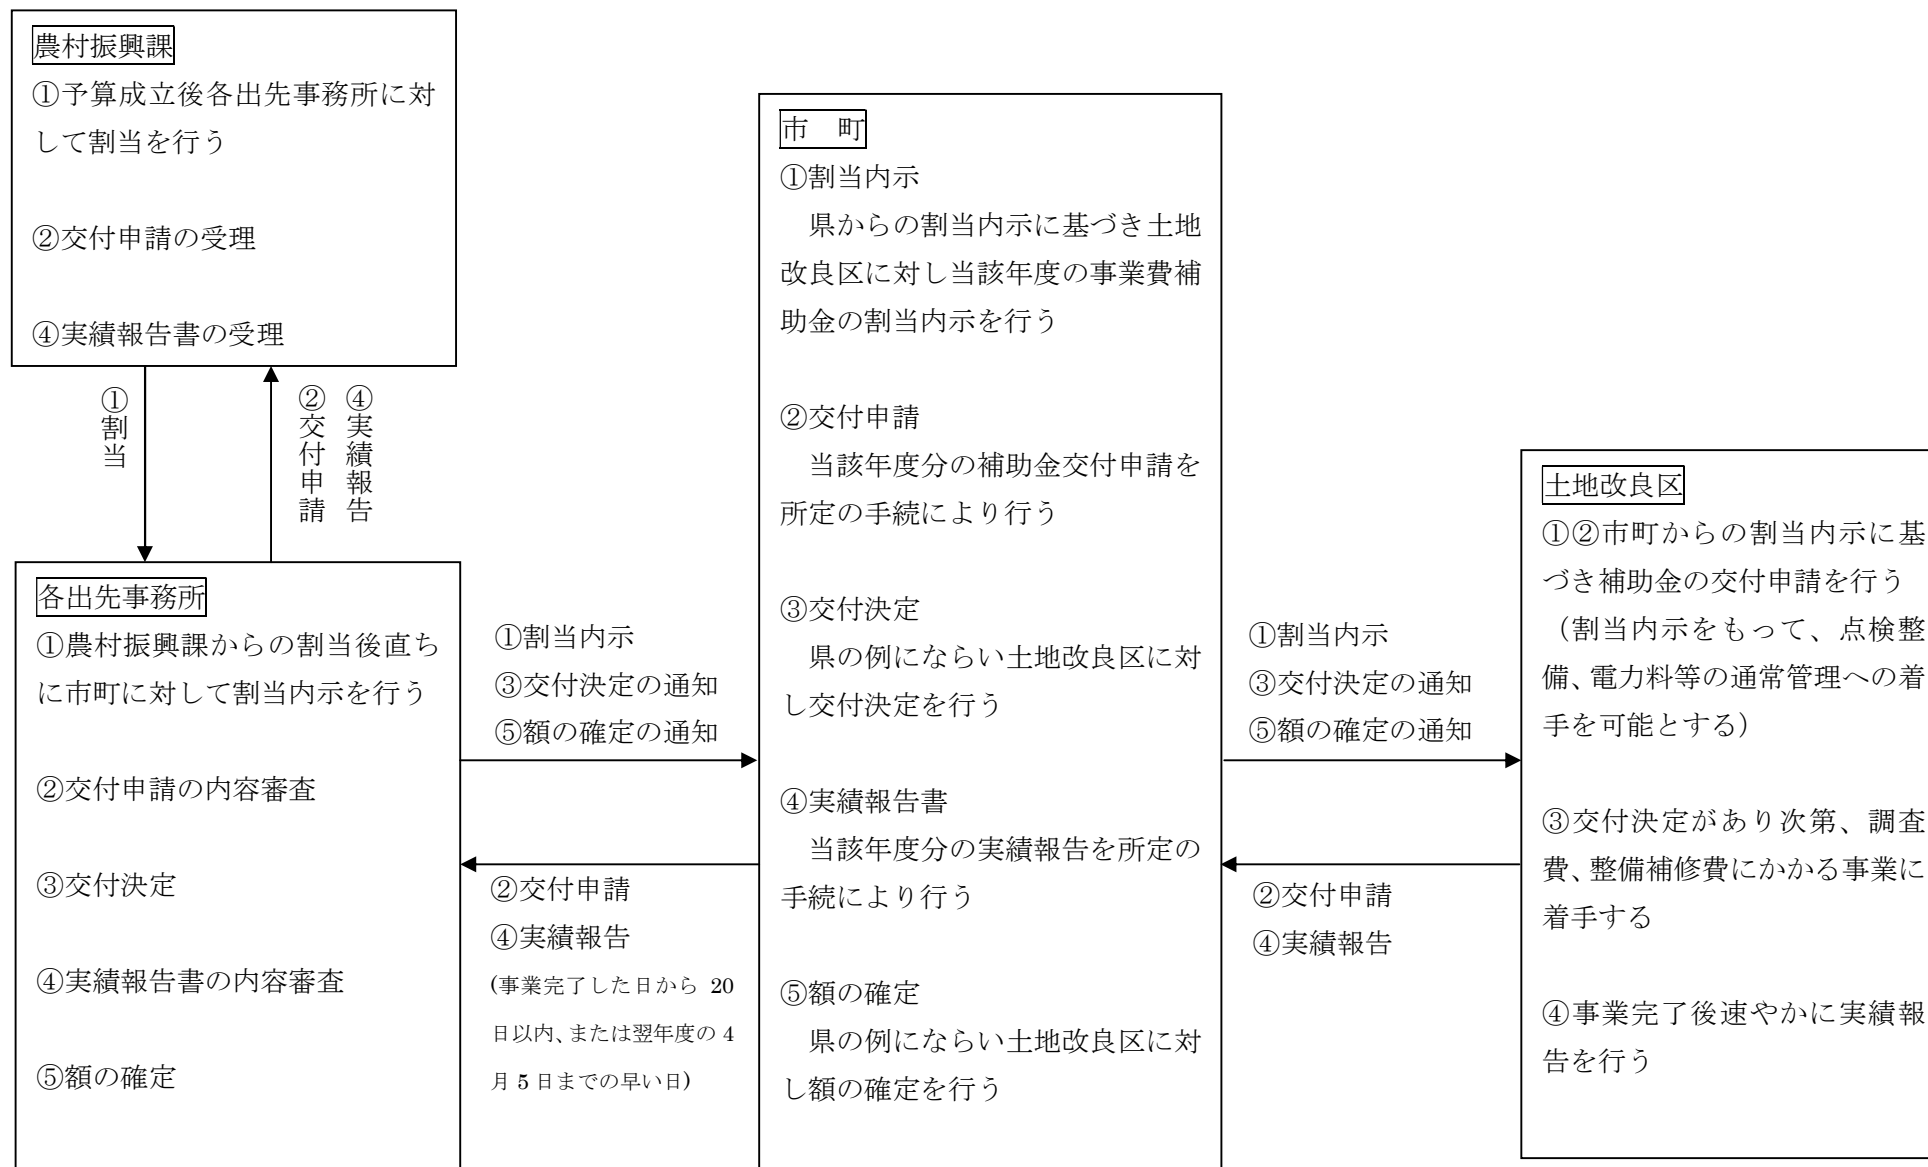 農村振興課
①予算成立後各出先事務所に対
して割当を行う
②交付申請の受理
④実績報告書の受理
①割当
②交付申請
④実績報告
各出先事務所
①農村振興課からの割当後直ち
に市町に対して割当内示を行う
②交付申請の内容審査
③交付決定
④実績報告書の内容審査
⑤額の確定
①割当内示
③交付決定の通知
⑤額の確定の通知
②交付申請
④実績報告
(事業完了した日から 20
日以内、または翌年度の 4
月 5 日までの早い日)
市　町
①割当内示
県からの割当内示に基づき土地
改良区に対し当該年度の事業費補
助金の割当内示を行う
②交付申請
当該年度分の補助金交付申請を
所定の手続により行う
③交付決定
県の例にならい土地改良区に対
し交付決定を行う
④実績報告書
当該年度分の実績報告を所定の
手続により行う
⑤額の確定
県の例にならい土地改良区に対
し額の確定を行う
①割当内示
③交付決定の通知
⑤額の確定の通知
②交付申請
④実績報告
土地改良区
①②市町からの割当内示に基
づき補助金の交付申請を行う
（割当内示をもって、点検整
備、電力料等の通常管理への着
手を可能とする）
③交付決定があり次第、調査
費、整備補修費にかかる事業に
着手する
④事業完了後速やかに実績報
告を行う